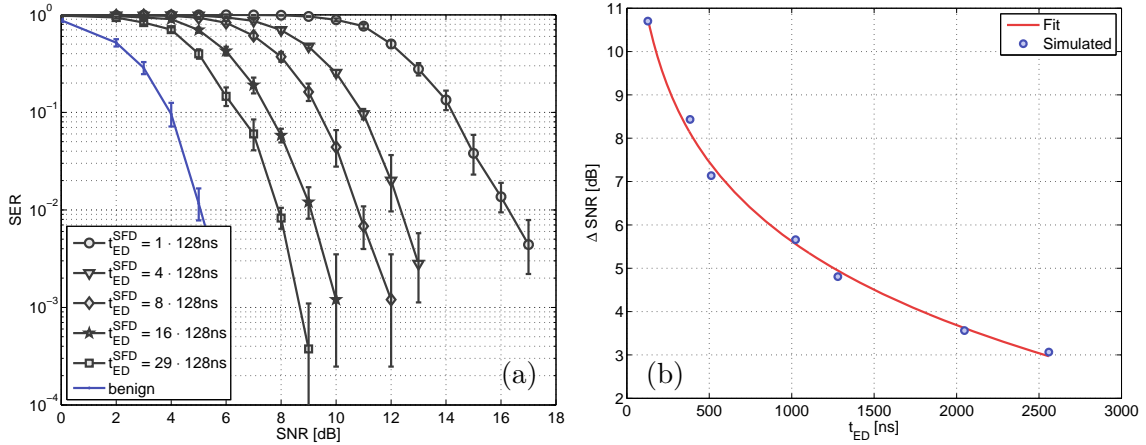 10^0
10^-1
10^-2
10^-3
10^-4
SER
0 2 4 6 8 10 12 14 16 18
SNR [dB]
t_ED^SFD = 1 · 128ns
t_ED^SFD = 4 · 128ns
t_ED^SFD = 8 · 128ns
t_ED^SFD = 16 · 128ns
t_ED^SFD = 29 · 128ns
benign
(a)
11
10
9
8
7
6
5
4
3
2
Δ SNR [dB]
0 500 1000 1500 2000 2500 3000
t_ED [ns]
Fit
Simulated
(b)